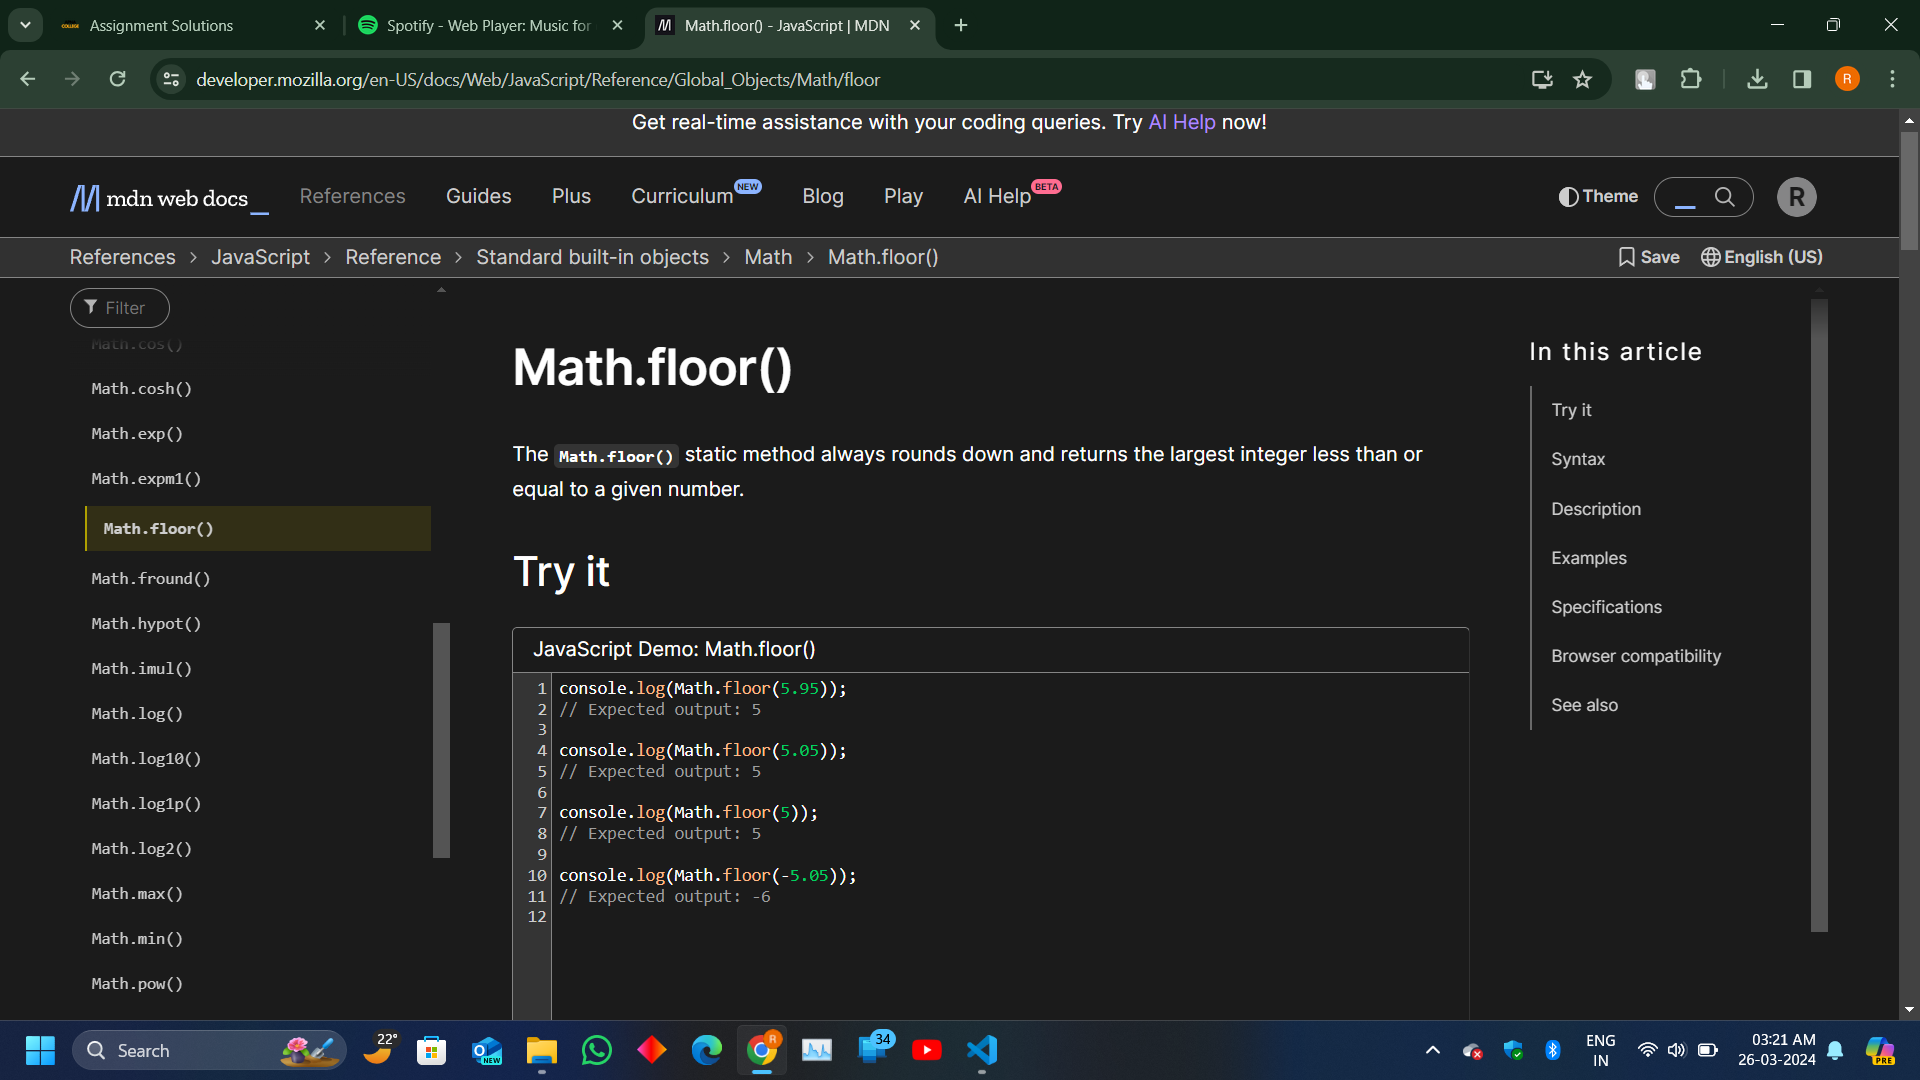 Assignment Solutions
Spotify - Web Player: Music for
Math.floor() - JavaScript | MDN
developer.mozilla.org/en-US/docs/Web/JavaScript/Reference/Global_Objects/Math/floor
R
Get real-time assistance with your coding queries. Try AI Help now!
mdn web docs_
References
Guides
Plus
Curriculum NEW
Blog
Play
AI Help BETA
Theme
R
References > JavaScript > Reference > Standard built-in objects > Math > Math.floor()
Save
English (US)
Filter
Math.cos()
Math.cosh()
Math.exp()
Math.expm1()
Math.floor()
Math.fround()
Math.hypot()
Math.imul()
Math.log()
Math.log10()
Math.log1p()
Math.log2()
Math.max()
Math.min()
Math.pow()
Math.floor()
The Math.floor() static method always rounds down and returns the largest integer less than or
equal to a given number.
Try it
JavaScript Demo: Math.floor()
1 console.log(Math.floor(5.95));
2 // Expected output: 5
3
4 console.log(Math.floor(5.05));
5 // Expected output: 5
6
7 console.log(Math.floor(5));
8 // Expected output: 5
9
10 console.log(Math.floor(-5.05));
11 // Expected output: -6
12
In this article
Try it
Syntax
Description
Examples
Specifications
Browser compatibility
See also
Search
22°
NEW
R
34
ENG
IN
03:21 AM
26-03-2024
PRE